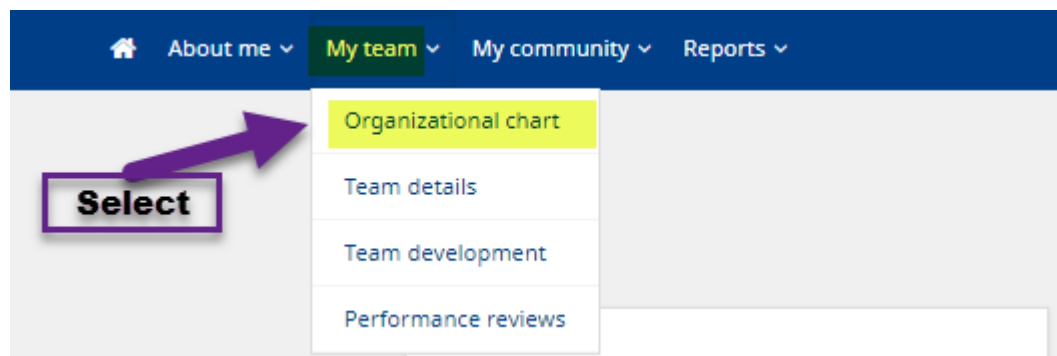 About me My team My community Reports
Organizational chart
Select
Team details
Team development
Performance reviews